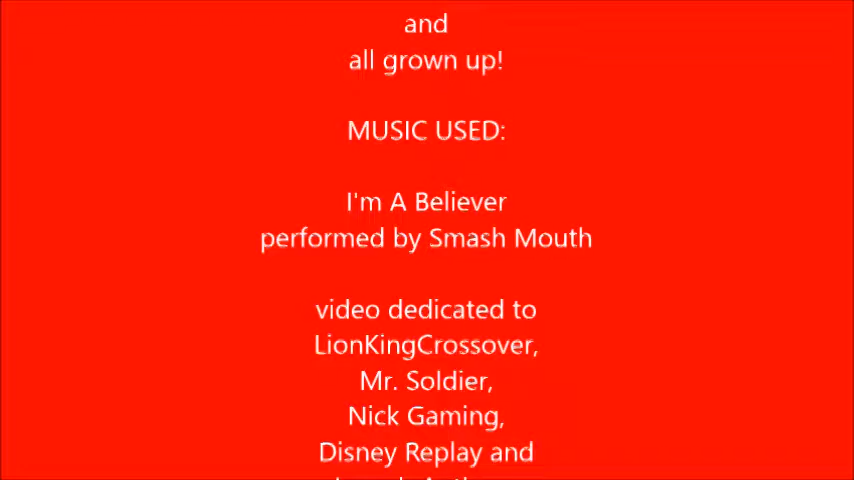 and
all grown up!
MUSIC USED:
I'm A Believer
performed by Smash Mouth
video dedicated to
LionKingCrossover,
Mr. Soldier,
Nick Gaming,
Disney Replay and